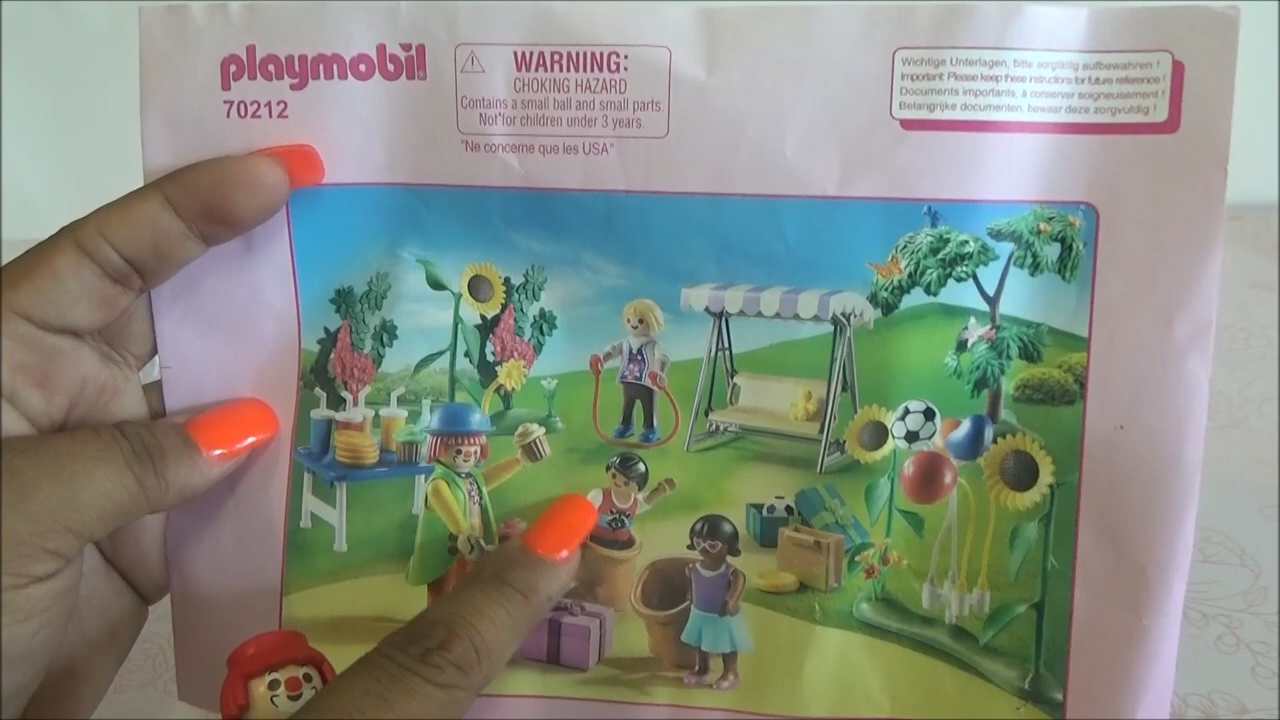 playmobil
70212
WARNING:
CHOKING HAZARD
Contains a small ball and small parts.
Not for children under 3 years.
"Ne concerne que les USA"
Wichtige Unterlagen, bitte sorgfältig aufbewahren !
Important: Please keep these instructions for future reference !
Documents importants, à conserver soigneusement !
Belangrijke documenten, bewaar deze zorgvuldig !